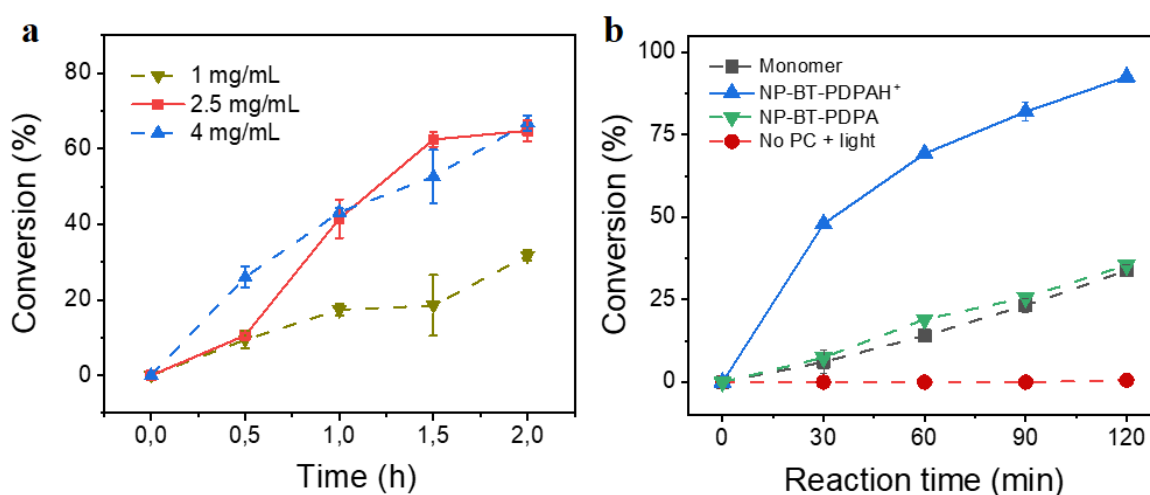 a
Conversion (%)
80
60
40
20
0
1 mg/mL
2.5 mg/mL
4 mg/mL
0,0 0,5 1,0 1,5 2,0
Time (h)
b
Conversion (%)
100
75
50
25
0
Monomer
NP-BT-PDPAH⁺
NP-BT-PDPA
No PC + light
0 30 60 90 120
Reaction time (min)